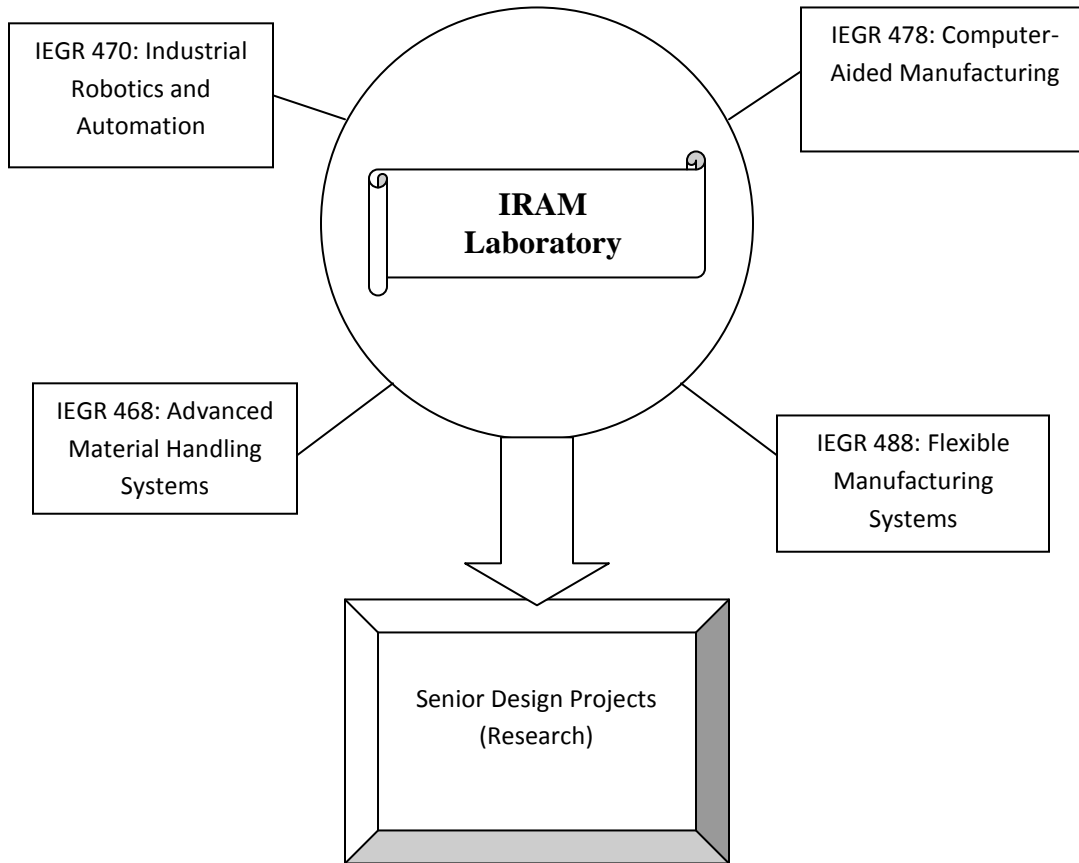 IEGR 470: Industrial
Robotics and
Automation
IEGR 478: Computer-
Aided Manufacturing
IRAM
Laboratory
IEGR 468: Advanced
Material Handling
Systems
IEGR 488: Flexible
Manufacturing
Systems
Senior Design Projects
(Research)